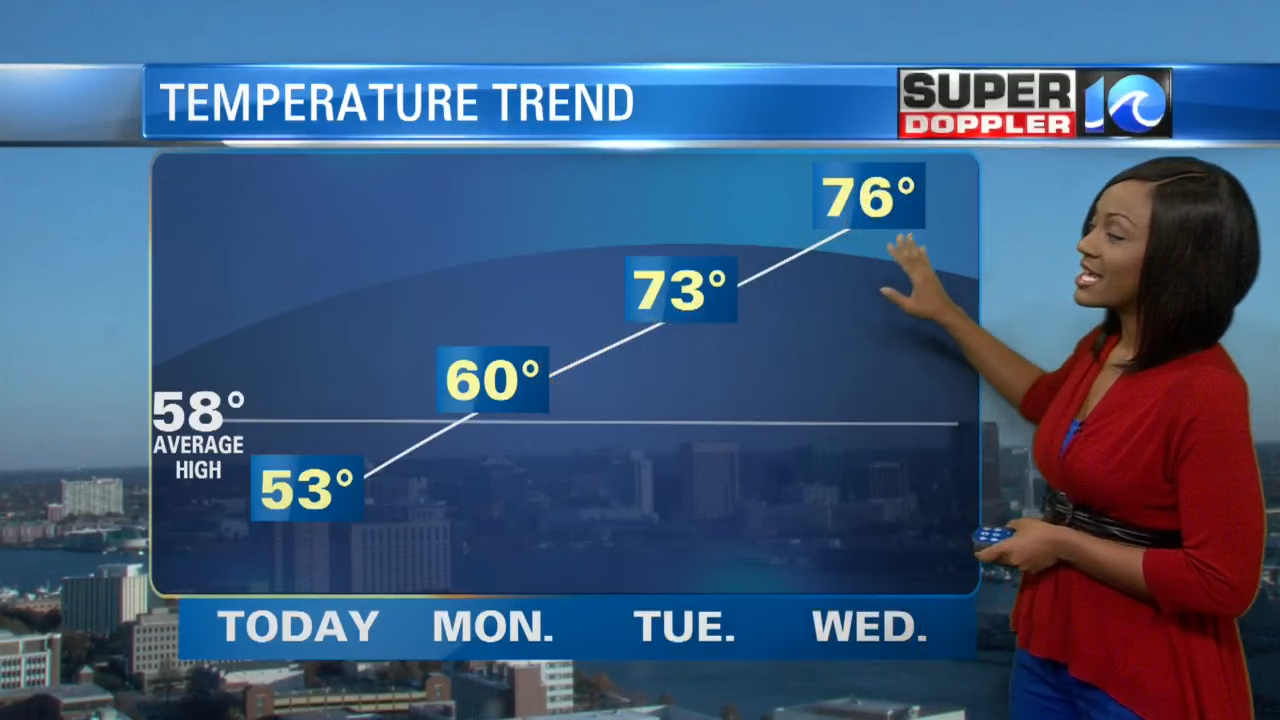 TEMPERATURE TREND
SUPER
DOPPLER
10
76°
73°
60°
58°
AVERAGE
HIGH
53°
TODAY MON. TUE. WED.